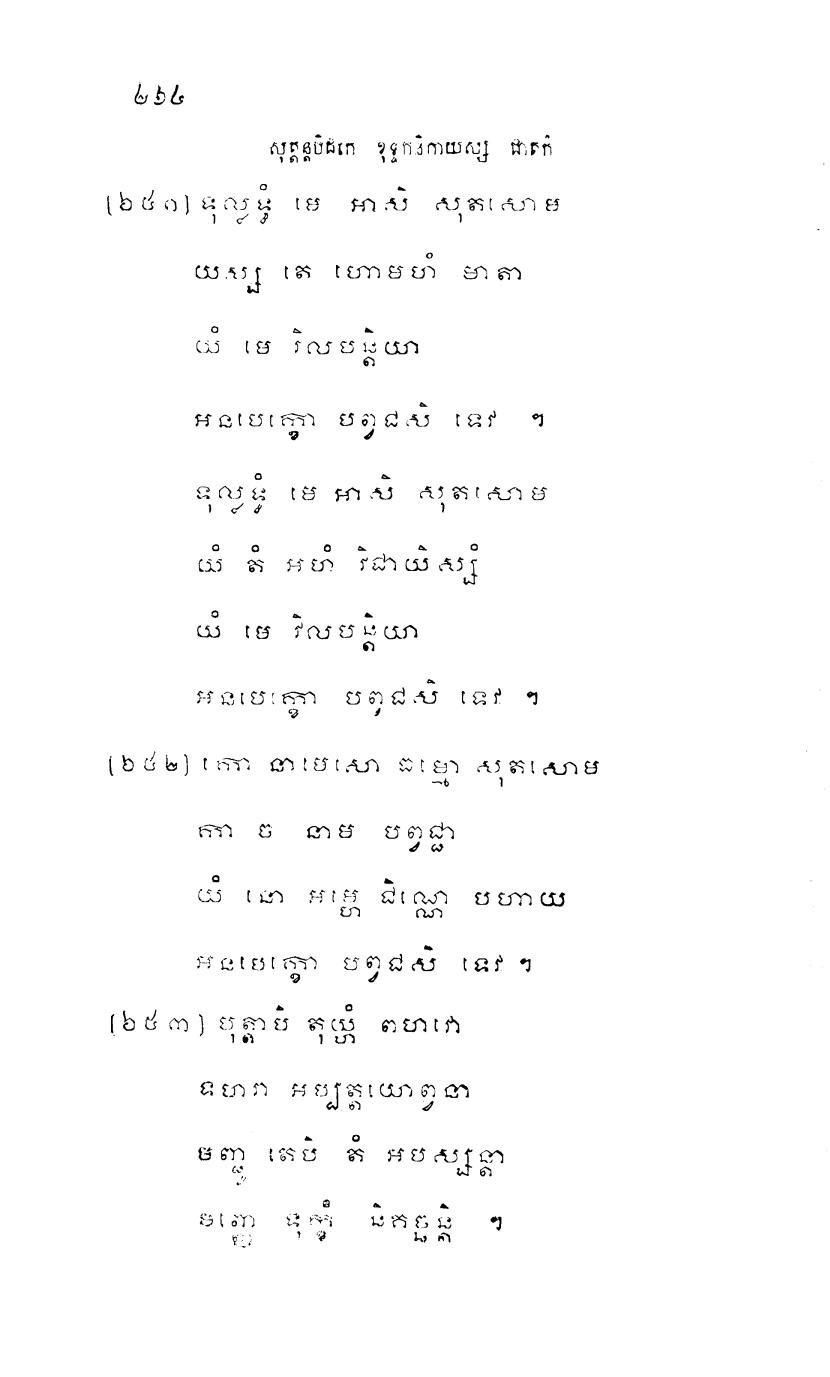 ២៦៤
សុត្តន្តបិដកេ ខុទ្ទកនិកាយស្ស ជាតកំ
[៦៥១] ទុល្លទ្ធំ មេ អាសិ សុតសោម
យស្ស តេ ហោមហំ មាតា
យំ មេ វិលបន្តិយា
អនបេក្ខោ បព្វជសិ ទេវ ។
ទុល្លទ្ធំ មេ អាសិ សុតសោម
យំ តំ អហំ វិជាយិស្សំ
យំ មេ វិលបន្តិយា
អនបេក្ខោ បព្វជសិ ទេវ ។
[៦៥២] កោ នាមេសោ ធម្មោ សុតសោម
កា ច នាម បព្វជ្ជា
យំ នោ អម្ហេ ជិណ្ណេ បហាយ
អនបេក្ខោ បព្វជសិ ទេវ ។
[៦៥៣] បុត្តាបិ តុយ្ហំ ពហវោ
ទហរា អប្បត្តយោព្វនា
មញ្ជូ តេបិ តំ អបស្សន្តា
មញ្ញេ ទុក្ខំ និគច្ឆន្តិ ។